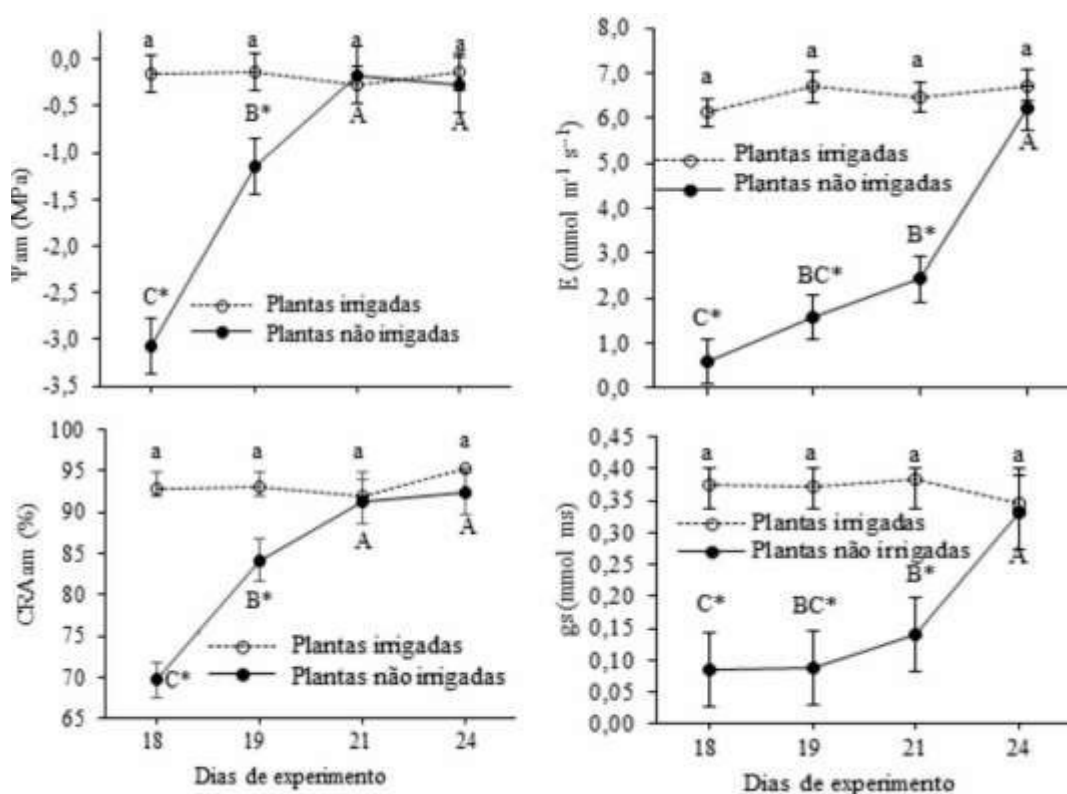 a a a a
0,0
-0,5
-1,0
-1,5
-2,0
-2,5
-3,0
-3,5
Ψam (MPa)
B*
A
A
C*
Plantas irrigadas
Plantas não irrigadas
8,0
7,0
6,0
5,0
4,0
3,0
2,0
1,0
0,0
E (mmol m⁻¹ s⁻¹)
a a a a
Plantas irrigadas
Plantas não irrigadas
A
B*
BC*
C*
100
95
90
85
80
75
70
65
CRAam (%)
a a a a
A A
B*
C*
Plantas irrigadas
Plantas não irrigadas
18 19 21 24
Dias de experimento
0,45
0,40
0,35
0,30
0,25
0,20
0,15
0,10
0,05
0,00
gs (mmol ms)
a a a a
Plantas irrigadas
Plantas não irrigadas
A
B*
C* BC*
18 19 21 24
Dias de experimento